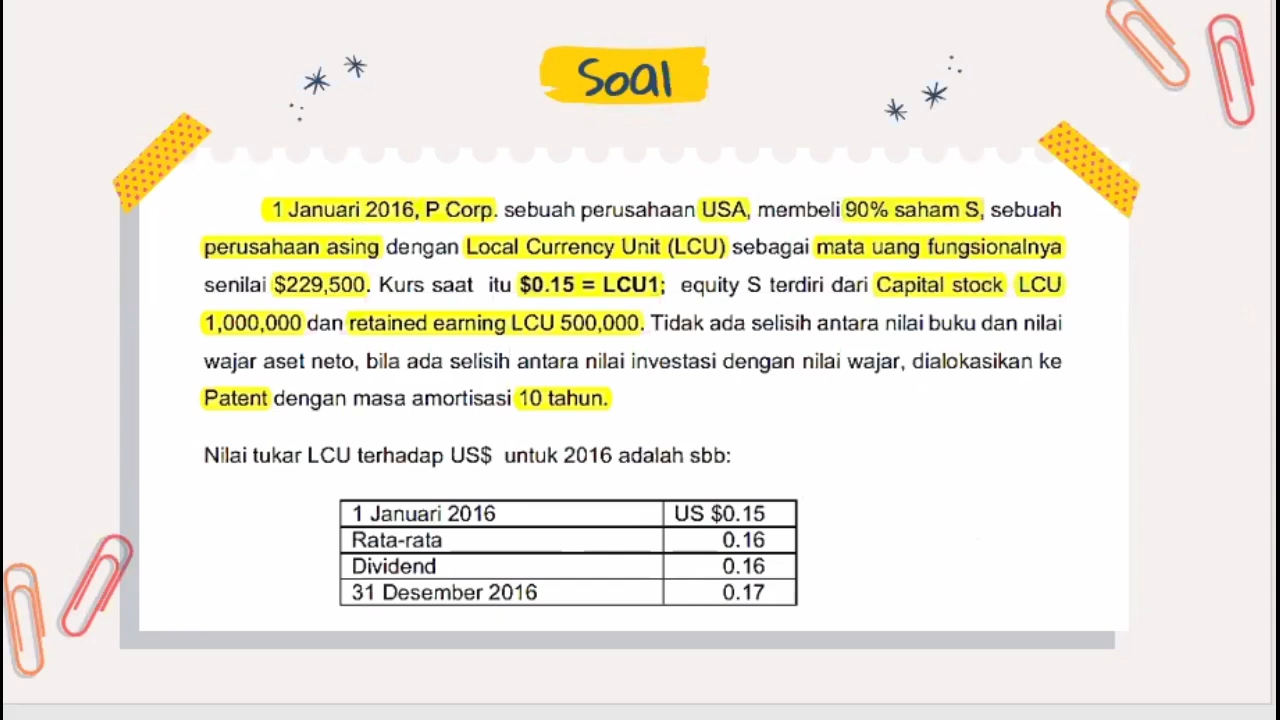 Soal
1 Januari 2016, P Corp. sebuah perusahaan USA, membeli 90% saham S, sebuah
perusahaan asing dengan Local Currency Unit (LCU) sebagai mata uang fungsionalnya
senilai $229,500. Kurs saat itu $0.15 = LCU1; equity S terdiri dari Capital stock LCU
1,000,000 dan retained earning LCU 500,000. Tidak ada selisih antara nilai buku dan nilai
wajar aset neto, bila ada selisih antara nilai investasi dengan nilai wajar, dialokasikan ke
Patent dengan masa amortisasi 10 tahun.
Nilai tukar LCU terhadap US$ untuk 2016 adalah sbb:
1 Januari 2016 US $0.15
Rata-rata 0.16
Dividend 0.16
31 Desember 2016 0.17